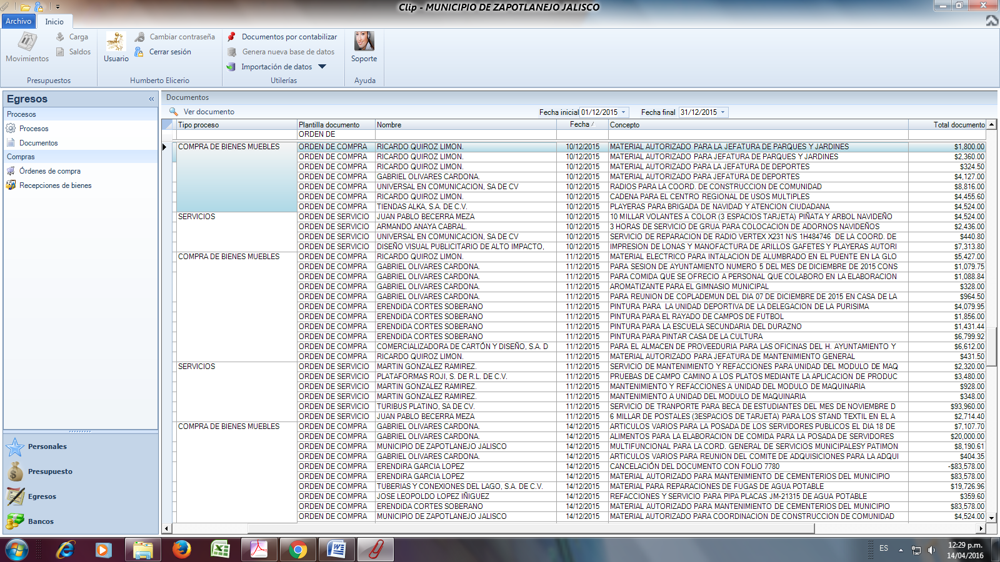 Clip - MUNICIPIO DE ZAPOTLANEJO JALISCO
Archivo Inicio
Movimientos
Carga
Saldos
Presupuestos
Usuario
Cambiar contraseña
Cerrar sesión
Humberto Elicerio
Documentos por contabilizar
Genera nueva base de datos
Importación de datos
Utilerías
Soporte
Ayuda
Egresos «
Procesos
Procesos
Documentos
Compras
Órdenes de compra
Recepciones de bienes
Personales
Presupuesto
Egresos
Bancos
Documentos
Ver documento Fecha inicial 01/12/2015 Fecha final 31/12/2015
Tipo proceso Plantilla documento Nombre Fecha Concepto Total documento
ORDEN DE
COMPRA DE BIENES MUEBLES ORDEN DE COMPRA RICARDO QUIROZ LIMON. 10/12/2015 MATERIAL AUTORIZADO PARA LA JEFATURA DE PARQUES Y JARDINES $1,800.00
ORDEN DE COMPRA RICARDO QUIROZ LIMON. 10/12/2015 MATERIAL AUTORIZADO PARA JEFATURA DE PARQUES Y JARDINES $2,360.00
ORDEN DE COMPRA RICARDO QUIROZ LIMON. 10/12/2015 MATERIAL AUTORIZADO PARA LA JEFATURA DE DEPORTES $324.50
ORDEN DE COMPRA GABRIEL OLIVARES CARDONA. 10/12/2015 MATERIAL AUTORIZADO PARA JEFATURA DE DEPORTES $4,127.00
ORDEN DE COMPRA UNIVERSAL EN COMUNICACION, SA DE CV 10/12/2015 RADIOS PARA LA COORD. DE CONSTRUCCION DE COMUNIDAD $8,816.00
ORDEN DE COMPRA RICARDO QUIROZ LIMON. 10/12/2015 CADENA PARA EL CENTRO REGIONAL DE USOS MULTIPLES $4,455.60
ORDEN DE COMPRA TIENDAS ALKA, S.A. DE C.V. 10/12/2015 PLAYERAS PARA BRIGADA DE NAVIDAD Y ATENCION CIUDADANA $4,524.00
SERVICIOS ORDEN DE SERVICIO JUAN PABLO BECERRA MEZA 10/12/2015 10 MILLAR VOLANTES A COLOR (3 ESPACIOS TARJETA) PIÑATA Y ARBOL NAVIDEÑO $4,524.00
ORDEN DE SERVICIO ARMANDO ANAYA CABRAL. 10/12/2015 3 HORAS DE SERVICIO DE GRUA PARA COLOCACION DE ADORNOS NAVIDEÑOS $2,436.00
ORDEN DE SERVICIO UNIVERSAL EN COMUNICACION, SA DE CV 10/12/2015 SERVICIO DE REPARACION DE RADIO VERTEX X231 N/S 1H484746 DE LA COORD. DE $440.80
ORDEN DE SERVICIO DISEÑO VISUAL PUBLICITARIO DE ALTO IMPACTO, 10/12/2015 IMPRESION DE LONAS Y MANOFACTURA DE ARILLOS GAFETES Y PLAYERAS AUTORI $7,313.80
COMPRA DE BIENES MUEBLES ORDEN DE COMPRA RICARDO QUIROZ LIMON. 11/12/2015 MATERIAL ELECTRICO PARA INTALACION DE ALUMBRADO EN EL PUENTE EN LA GLO $5,427.00
ORDEN DE COMPRA GABRIEL OLIVARES CARDONA. 11/12/2015 PARA SESION DE AYUNTAMIENTO NUMERO 5 DEL MES DE DICIEMBRE DE 2015 CONS $1,079.75
ORDEN DE COMPRA GABRIEL OLIVARES CARDONA. 11/12/2015 PARA COMIDA QUE SE OFRECIO A PERSONAL QUE COLABORO EN LA ELABORACION $1,088.84
ORDEN DE COMPRA GABRIEL OLIVARES CARDONA. 11/12/2015 AROMATIZANTE PARA EL GIMNASIO MUNICIPAL $328.00
ORDEN DE COMPRA GABRIEL OLIVARES CARDONA. 11/12/2015 PARA REUNION DE COPLADEMUN DEL DIA 07 DE DICIEMBRE DE 2015 EN CASA DE LA $964.50
ORDEN DE COMPRA ERENDIDA CORTES SOBERANO 11/12/2015 PINTURA PARA LA UNIDAD DEPORTIVA DE LA DELEGACION DE LA PURISIMA $4,079.95
ORDEN DE COMPRA ERENDIDA CORTES SOBERANO 11/12/2015 PINTURA PARA EL RAYADO DE CAMPOS DE FUTBOL $1,856.00
ORDEN DE COMPRA ERENDIDA CORTES SOBERANO 11/12/2015 PINTURA PARA LA ESCUELA SECUNDARIA DEL DURAZNO $1,431.44
ORDEN DE COMPRA ERENDIDA CORTES SOBERANO 11/12/2015 PINTURA PARA PINTAR CASA DE LA CULTURA $6,799.92
ORDEN DE COMPRA COMERCIALIZADORA DE CARTÓN Y DISEÑO, S.A. D 11/12/2015 PARA EL ALMACEN DE PROVEEDURIA PARA LAS OFICINAS DEL H. AYUNTAMIENTO Y $6,612.00
ORDEN DE COMPRA RICARDO QUIROZ LIMON. 11/12/2015 MATERIAL AUTORIZADO PARA JEFATURA DE MANTENIMIENTO GENERAL $431.50
SERVICIOS ORDEN DE SERVICIO MARTIN GONZALEZ RAMIREZ. 11/12/2015 SERVICIO DE MANTENIMIENTO Y REFACCIONES PARA UNIDAD DEL MODULO DE MAQ $2,320.00
ORDEN DE SERVICIO PLATAFORMAS ROJI, S. DE R.L. DE C.V. 11/12/2015 PRUEBAS DE CAMPO CAMINO A LOS PLATOS MEDIANTE LA APLICACION DE PRODUC $3,480.00
ORDEN DE SERVICIO MARTIN GONZALEZ RAMIREZ. 11/12/2015 MANTENIMIENTO Y REFACCIONES A UNIDAD DEL MODULO DE MAQUINARIA $928.00
ORDEN DE SERVICIO MARTIN GONZALEZ RAMIREZ. 11/12/2015 MANTENIMIENTO A UNIDAD DEL MODULO DE MAQUINARIA $348.00
ORDEN DE SERVICIO TURIBUS PLATINO, SA DE CV. 11/12/2015 SERVICIO DE TRANPORTE PARA BECA DE ESTUDIANTES DEL MES DE NOVIEMBRE D $93,960.00
ORDEN DE SERVICIO JUAN PABLO BECERRA MEZA 11/12/2015 6 MILLAR DE POSTALES (3ESPACIOS DE TARJETA) PARA LOS STAND TEXTIL EN EL A $2,714.40
COMPRA DE BIENES MUEBLES ORDEN DE COMPRA GABRIEL OLIVARES CARDONA. 14/12/2015 ARTICULOS VARIOS PARA LA POSADA DE LOS SERVIDORES PUBLICOS EL DIA 18 DE $7,107.70
ORDEN DE COMPRA GABRIEL OLIVARES CARDONA. 14/12/2015 ALIMENTOS PARA LA ELABORACION DE COMIDA PARA LA POSADA DE SERVIDORES $20,000.00
ORDEN DE COMPRA MUNICIPIO DE ZAPOTLANEJO JALISCO 14/12/2015 MULTIFUNCIONAL PARA LA CORD. GENERAL DE SERVICIOS MUNICIPALESY PATIMON $8,190.61
ORDEN DE COMPRA GABRIEL OLIVARES CARDONA. 14/12/2015 ARTICULOS VARIOS PARA REUNION DEL COMITE DE ADQUISICIONES PARA LA ADQUI $404.35
ORDEN DE COMPRA ERENDIRA GARCIA LOPEZ 14/12/2015 CANCELACIÓN DEL DOCUMENTO CON FOLIO 7780 -$83,578.00
ORDEN DE COMPRA ERENDIRA GARCIA LOPEZ 14/12/2015 MATERIAL AUTORIZADO PARA MANTENIMIENTO DE CEMENTERIOS DEL MUNICIPIO $83,578.00
ORDEN DE COMPRA TUBERIAS Y CONEXIONES DEL LAGO, S.A. DE C.V. 14/12/2015 MATERIAL PARA REPARACIONES DE FUGAS DE AGUA POTABLE $19,726.96
ORDEN DE COMPRA JOSE LEOPOLDO LOPEZ IÑIGUEZ 14/12/2015 REFACCIONES Y SERVICIO PARA PIPA PLACAS JM-21315 DE AGUA POTABLE $359.60
ORDEN DE COMPRA ERENDIDA CORTES SOBERANO 14/12/2015 MATERIAL AUTORIZADO PARA MANTENIMIENTO DE CEMENTERIOS DEL MUNICIPIO $83,578.00
ORDEN DE COMPRA MUNICIPIO DE ZAPOTLANEJO JALISCO 14/12/2015 MATERIAL AUTORIZADO PARA COORDINACION DE CONSTRUCCION DE COMUNIDAD $4,524.00
ES 12:29 p.m.
14/04/2016